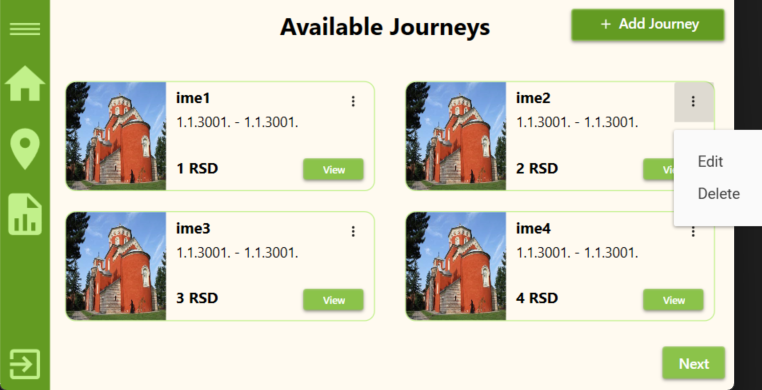 Available Journeys
+ Add Journey
ime1
1.1.3001. - 1.1.3001.
1 RSD
View
ime2
1.1.3001. - 1.1.3001.
2 RSD
Edit
Delete
ime3
1.1.3001. - 1.1.3001.
3 RSD
View
ime4
1.1.3001. - 1.1.3001.
4 RSD
View
Next